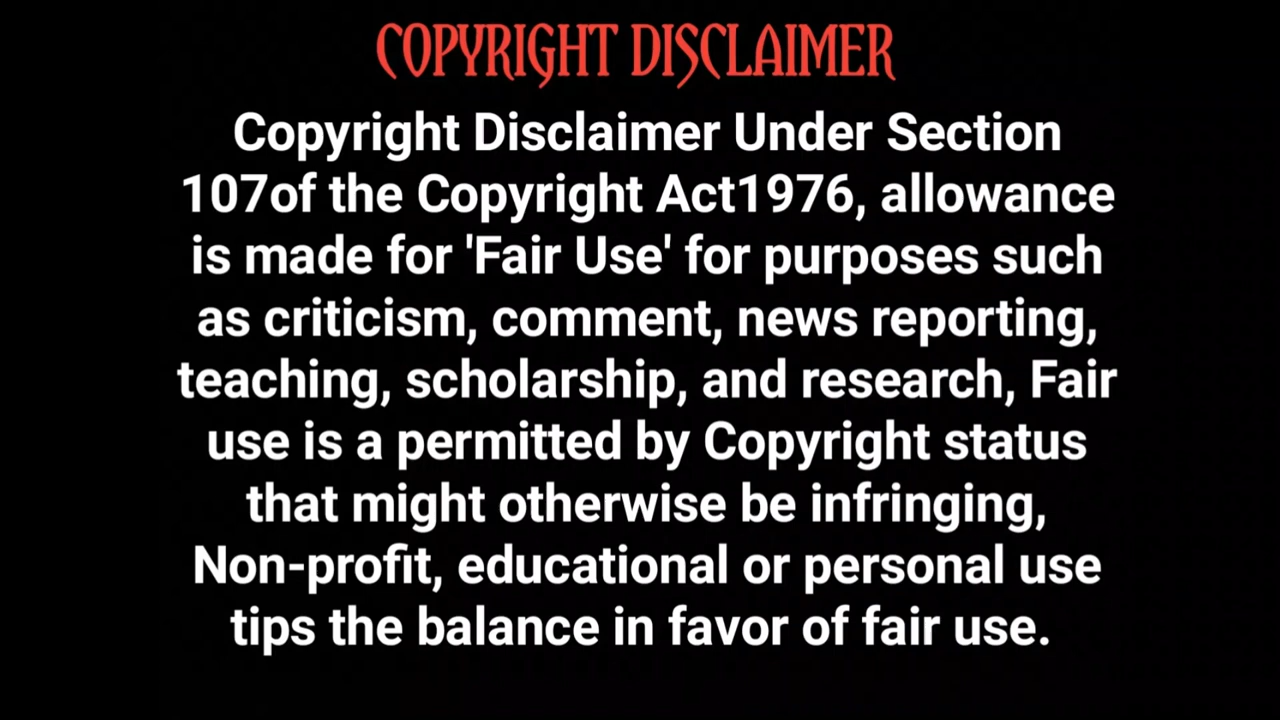 COPYRIGHT DISCLAIMER
Copyright Disclaimer Under Section
107of the Copyright Act1976, allowance
is made for 'Fair Use' for purposes such
as criticism, comment, news reporting,
teaching, scholarship, and research, Fair
use is a permitted by Copyright status
that might otherwise be infringing,
Non-profit, educational or personal use
tips the balance in favor of fair use.